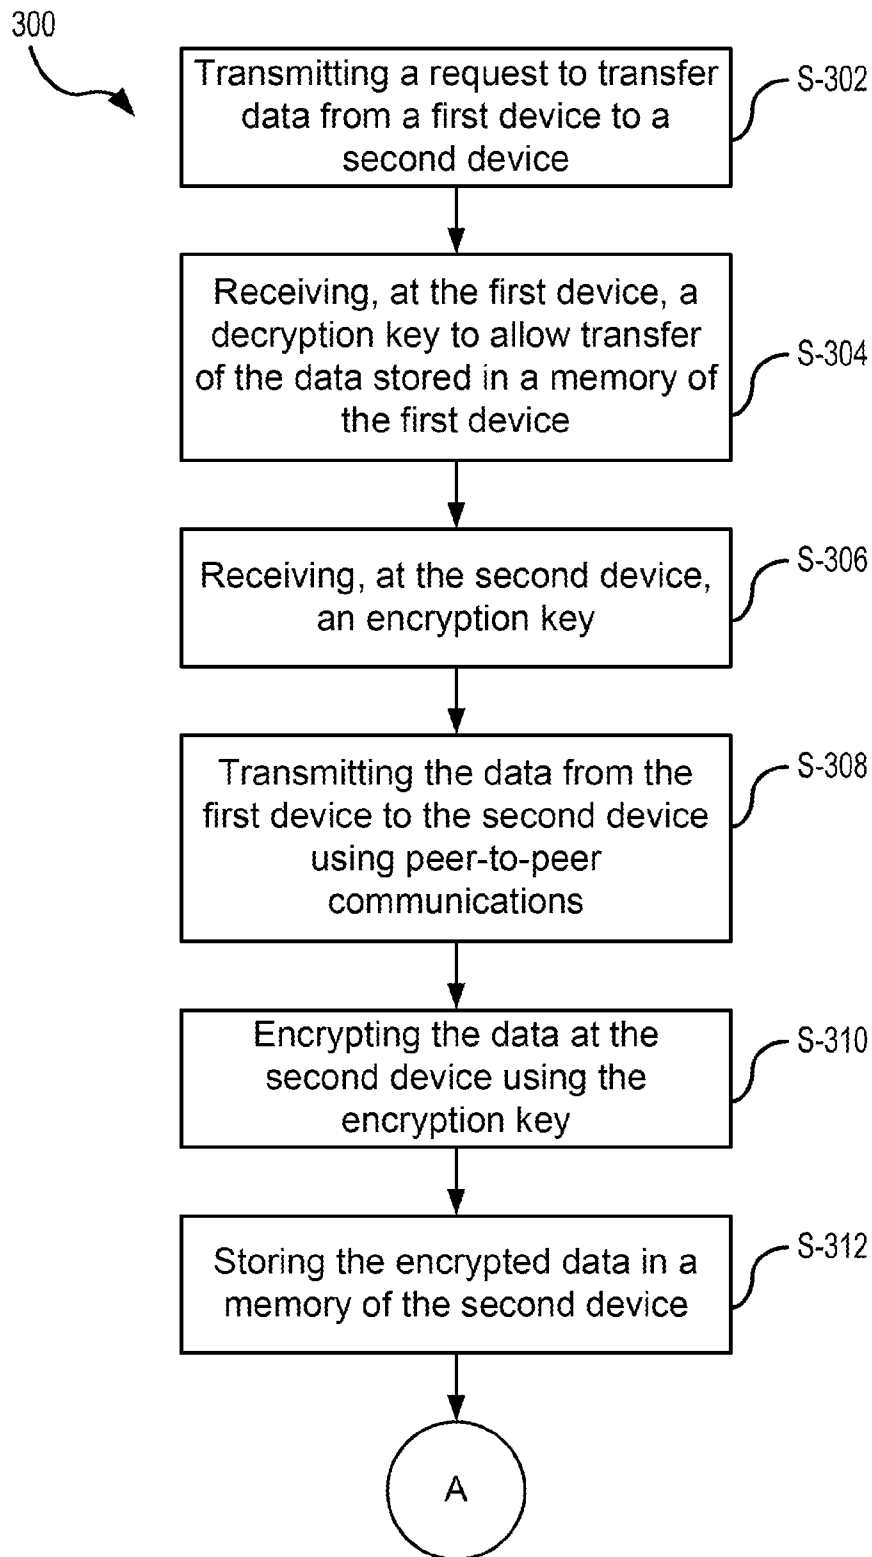 300
Transmitting a request to transfer
data from a first device to a
second device
S-302
Receiving, at the first device, a
decryption key to allow transfer
of the data stored in a memory of
the first device
S-304
Receiving, at the second device,
an encryption key
S-306
Transmitting the data from the
first device to the second device
using peer-to-peer
communications
S-308
Encrypting the data at the
second device using the
encryption key
S-310
Storing the encrypted data in a
memory of the second device
S-312
A